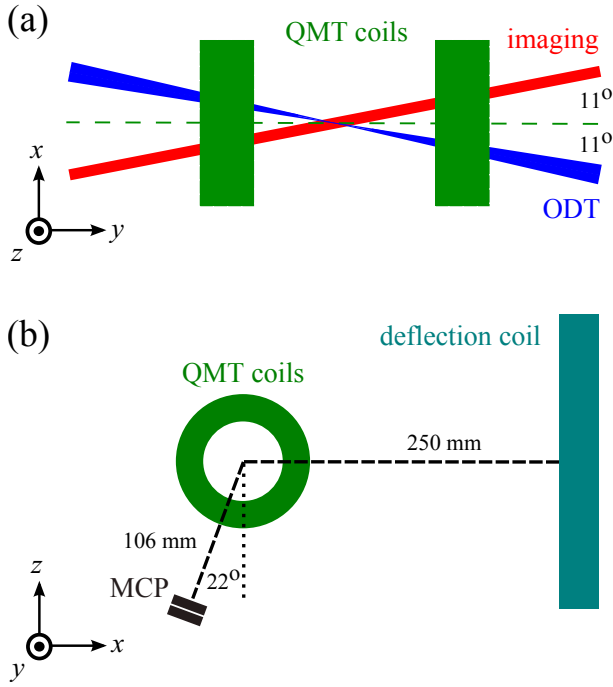 (a)
QMT coils
imaging
11°
11°
ODT
x
y
z
(b)
deflection coil
QMT coils
250 mm
106 mm
22°
MCP
z
x
y